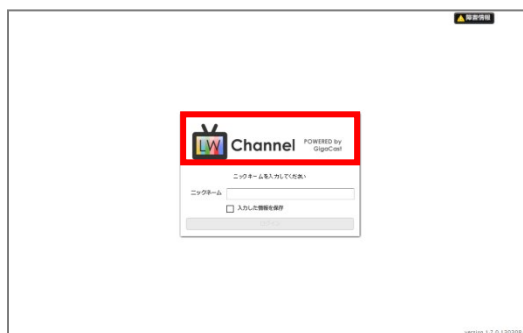 障害情報
LW Channel POWERED by
GigaCast
ニックネームを入力してください
ニックネーム
入力した情報を保存